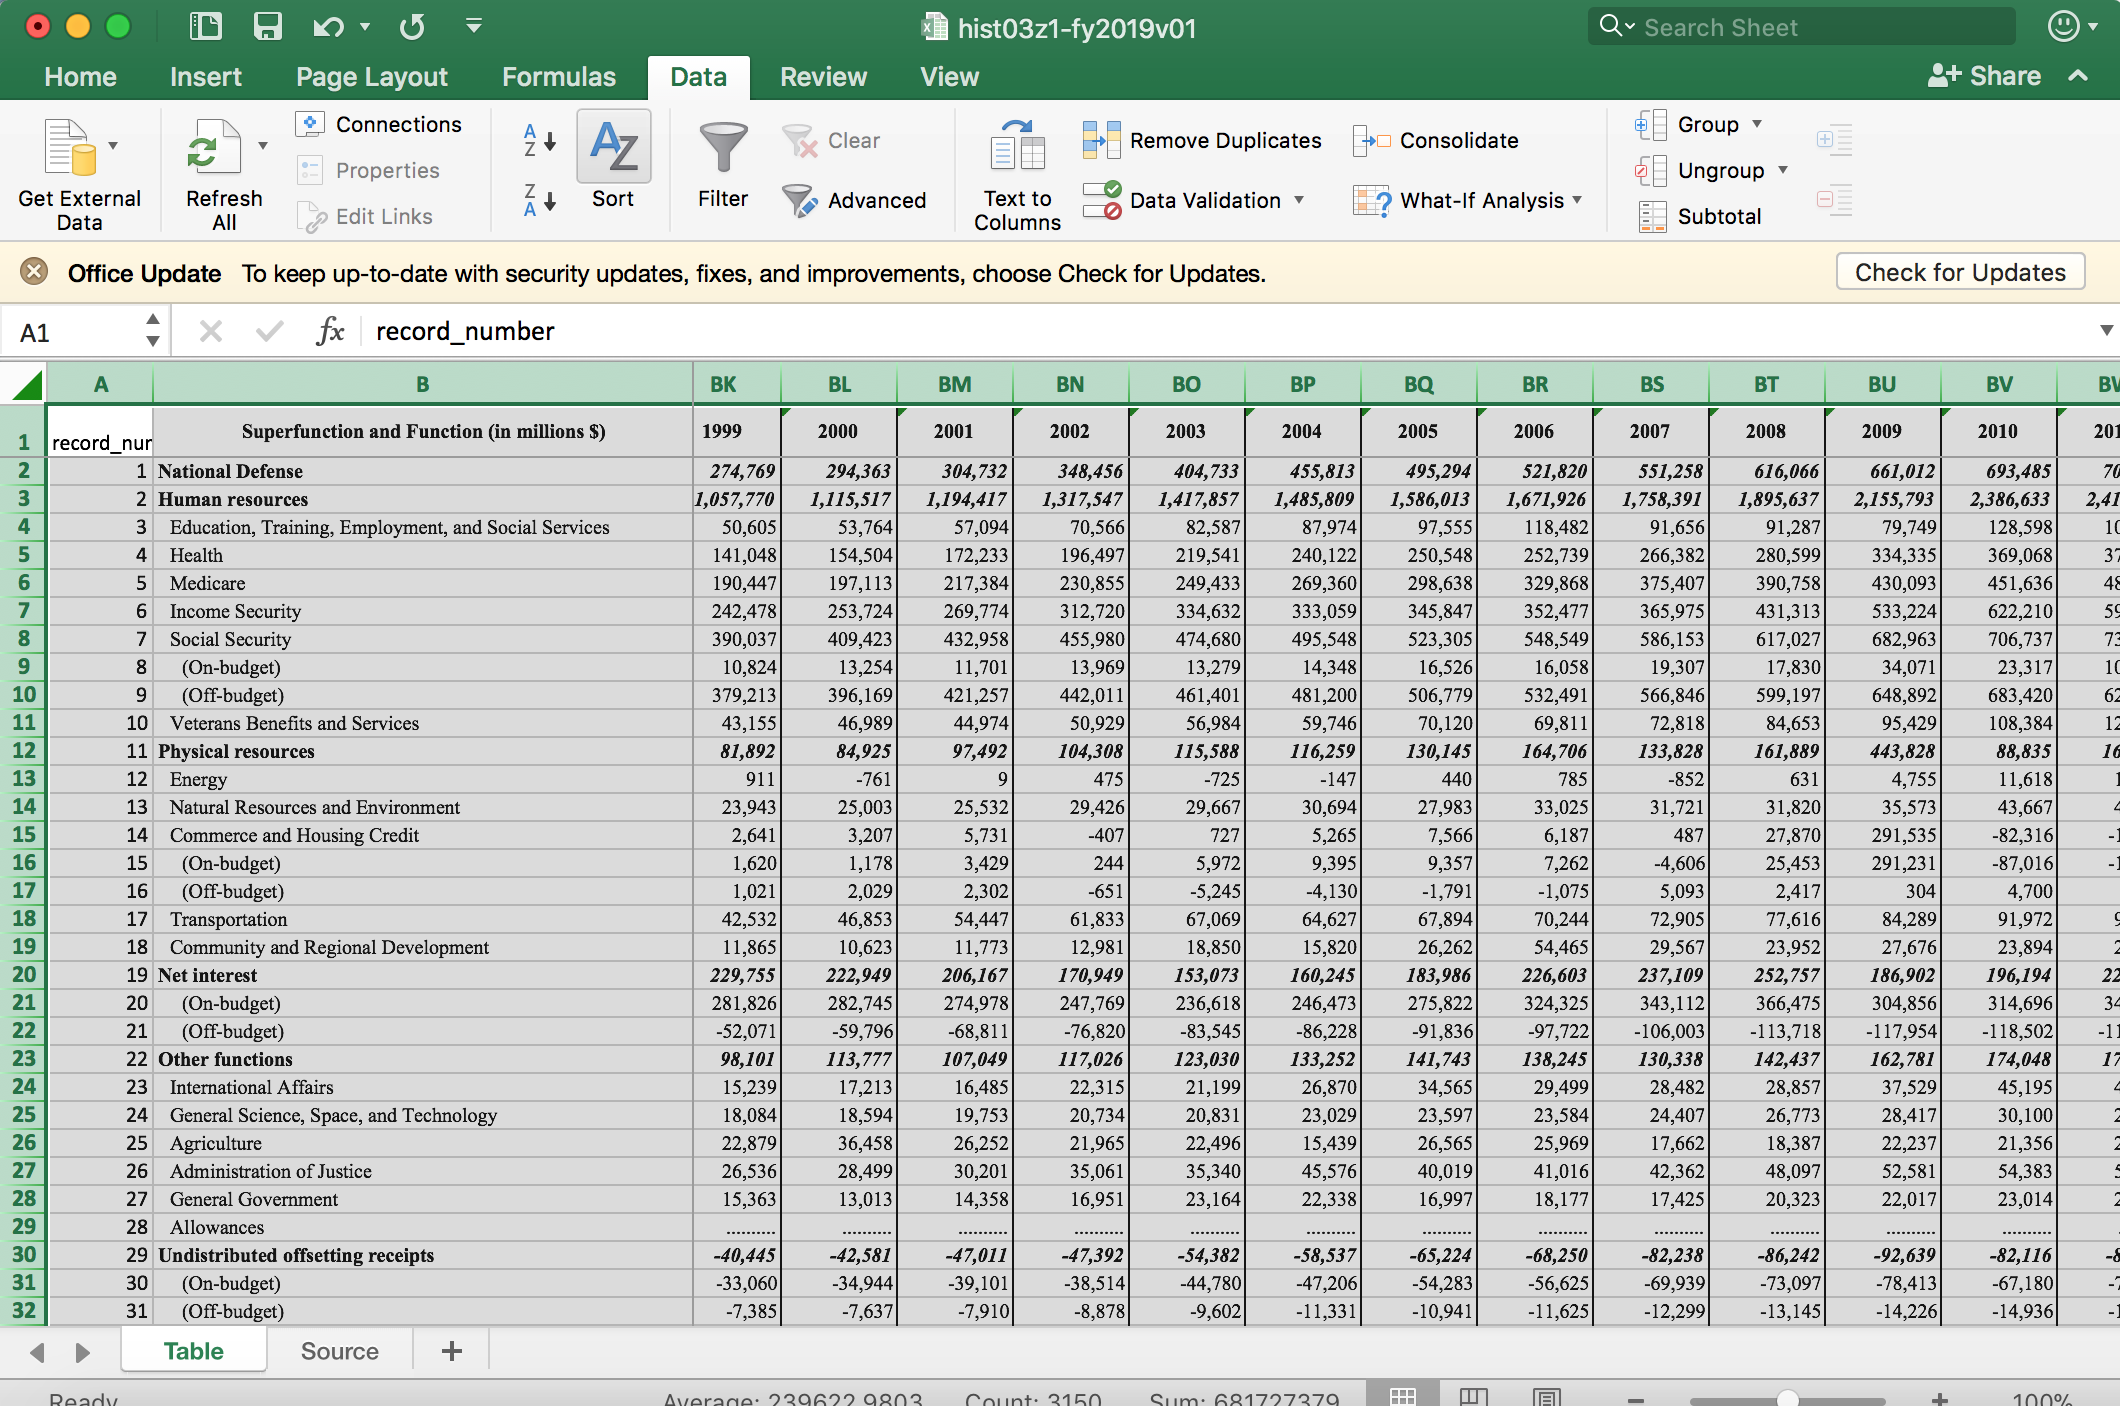 hist03z1-fy2019v01
Search Sheet
Home Insert Page Layout Formulas Data Review View Share
Get External Data
Refresh All
Connections
Properties
Edit Links
A Z
Z A
AZ
Sort
Filter
Clear
Advanced
Text to Columns
Remove Duplicates
Data Validation
Consolidate
What-If Analysis
Group
Ungroup
Subtotal
Office Update To keep up-to-date with security updates, fixes, and improvements, choose Check for Updates. Check for Updates
A1 fx record_number
A B BK BL BM BN BO BP BQ BR BS BT BU BV
1 record_nur Superfunction and Function (in millions $) 1999 2000 2001 2002 2003 2004 2005 2006 2007 2008 2009 2010 201
2 1 National Defense 274,769 294,363 304,732 348,456 404,733 455,813 495,294 521,820 551,258 616,066 661,012 693,485 70
3 2 Human resources 1,057,770 1,115,517 1,194,417 1,317,547 1,417,857 1,485,809 1,586,013 1,671,926 1,758,391 1,895,637 2,155,793 2,386,633 2,41
4 3 Education, Training, Employment, and Social Services 50,605 53,764 57,094 70,566 82,587 87,974 97,555 118,482 91,656 91,287 79,749 128,598 10
5 4 Health 141,048 154,504 172,233 196,497 219,541 240,122 250,548 252,739 266,382 280,599 334,335 369,068 37
6 5 Medicare 190,447 197,113 217,384 230,855 249,433 269,360 298,638 329,868 375,407 390,758 430,093 451,636 48
7 6 Income Security 242,478 253,724 269,774 312,720 334,632 333,059 345,847 352,477 365,975 431,313 533,224 622,210 59
8 7 Social Security 390,037 409,423 432,958 455,980 474,680 495,548 523,305 548,549 586,153 617,027 682,963 706,737 73
9 8 (On-budget) 10,824 13,254 11,701 13,969 13,279 14,348 16,526 16,058 19,307 17,830 34,071 23,317 10
10 9 (Off-budget) 379,213 396,169 421,257 442,011 461,401 481,200 506,779 532,491 566,846 599,197 648,892 683,420 62
11 10 Veterans Benefits and Services 43,155 46,989 44,974 50,929 56,984 59,746 70,120 69,811 72,818 84,653 95,429 108,384 12
12 11 Physical resources 81,892 84,925 97,492 104,308 115,588 116,259 130,145 164,706 133,828 161,889 443,828 88,835 16
13 12 Energy 911 -761 9 475 -725 -147 440 785 -852 631 4,755 11,618 1
14 13 Natural Resources and Environment 23,943 25,003 25,532 29,426 29,667 30,694 27,983 33,025 31,721 31,820 35,573 43,667 4
15 14 Commerce and Housing Credit 2,641 3,207 5,731 -407 727 5,265 7,566 6,187 487 27,870 291,535 -82,316 -1
16 15 (On-budget) 1,620 1,178 3,429 244 5,972 9,395 9,357 7,262 -4,606 25,453 291,231 -87,016 -1
17 16 (Off-budget) 1,021 2,029 2,302 -651 -5,245 -4,130 -1,791 -1,075 5,093 2,417 304 4,700
18 17 Transportation 42,532 46,853 54,447 61,833 67,069 64,627 67,894 70,244 72,905 77,616 84,289 91,972 9
19 18 Community and Regional Development 11,865 10,623 11,773 12,981 18,850 15,820 26,262 54,465 29,567 23,952 27,676 23,894 2
20 19 Net interest 229,755 222,949 206,167 170,949 153,073 160,245 183,986 226,603 237,109 252,757 186,902 196,194 22
21 20 (On-budget) 281,826 282,745 274,978 247,769 236,618 246,473 275,822 324,325 343,112 366,475 304,856 314,696 34
22 21 (Off-budget) -52,071 -59,796 -68,811 -76,820 -83,545 -86,228 -91,836 -97,722 -106,003 -113,718 -117,954 -118,502 -11
23 22 Other functions 98,101 113,777 107,049 117,026 123,030 133,252 141,743 138,245 130,338 142,437 162,781 174,048 17
24 23 International Affairs 15,239 17,213 16,485 22,315 21,199 26,870 34,565 29,499 28,482 28,857 37,529 45,195 4
25 24 General Science, Space, and Technology 18,084 18,594 19,753 20,734 20,831 23,029 23,597 23,584 24,407 26,773 28,417 30,100 2
26 25 Agriculture 22,879 36,458 26,252 21,965 22,496 15,439 26,565 25,969 17,662 18,387 22,237 21,356 2
27 26 Administration of Justice 26,536 28,499 30,201 35,061 35,340 45,576 40,019 41,016 42,362 48,097 52,581 54,383 5
28 27 General Government 15,363 13,013 14,358 16,951 23,164 22,338 16,997 18,177 17,425 20,323 22,017 23,014 2
29 28 Allowances .......... .......... .......... .......... .......... .......... .......... .......... .......... .......... .......... ..........
30 29 Undistributed offsetting receipts -40,445 -42,581 -47,011 -47,392 -54,382 -58,537 -65,224 -68,250 -82,238 -86,242 -92,639 -82,116 -8
31 30 (On-budget) -33,060 -34,944 -39,101 -38,514 -44,780 -47,206 -54,283 -56,625 -69,939 -73,097 -78,413 -67,180 -7
32 31 (Off-budget) -7,385 -7,637 -7,910 -8,878 -9,602 -11,331 -10,941 -11,625 -12,299 -13,145 -14,226 -14,936 -1
Table Source +
Ready Average: 239622.9803 Count: 3150 Sum: 681727379 100%